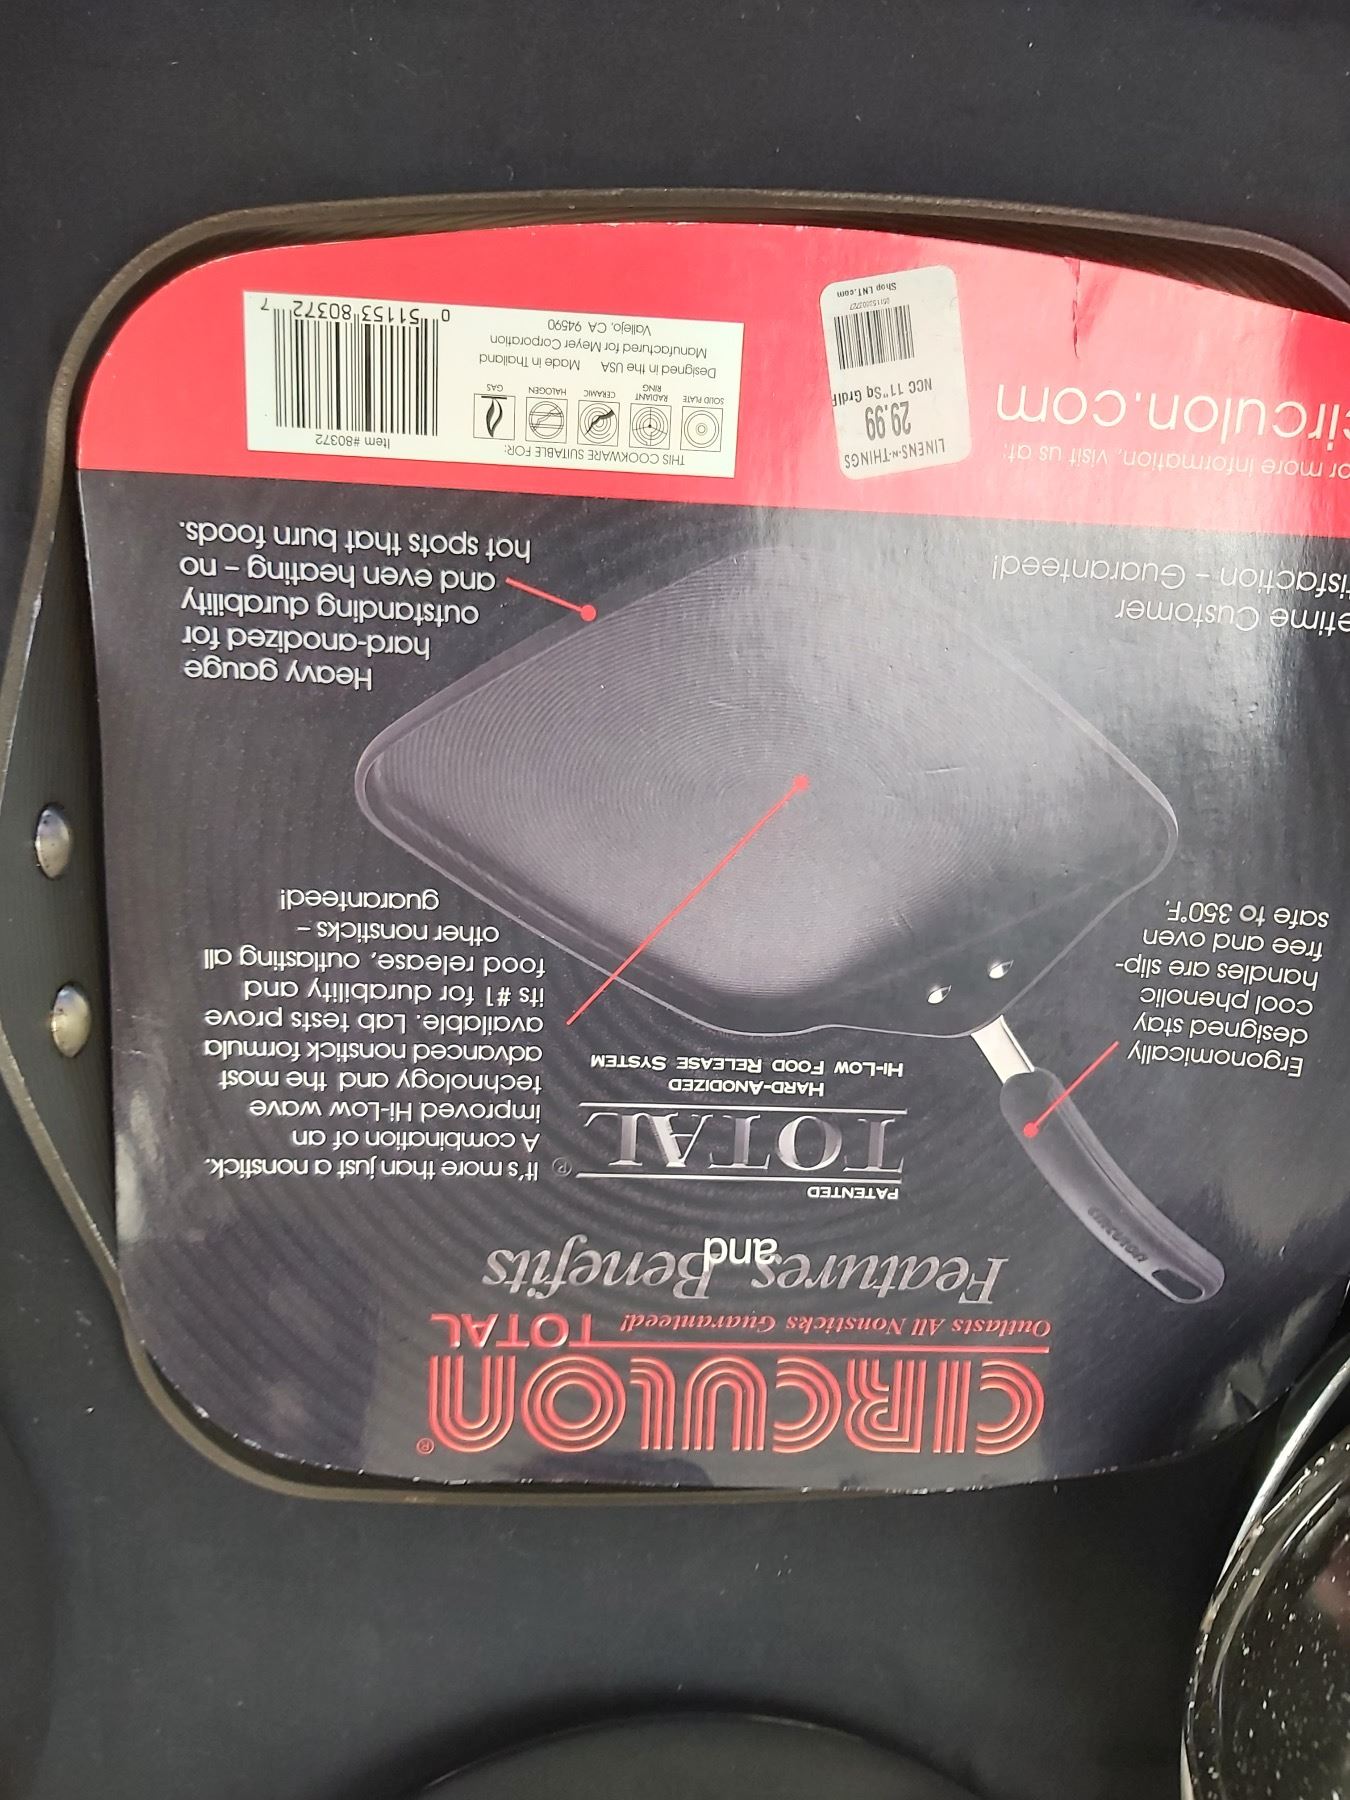 CIRCULON®
TOTAL
Outlasts All Nonsticks Guaranteed!
Features and Benefits
PATENTED
TOTAL®
HARD-ANODIZED
HI-LOW FOOD RELEASE SYSTEM
It's more than just a nonstick.
A combination of an
improved Hi-Low wave
technology and the most
advanced nonstick formula
available. Lab tests prove
its #1 for durability and
food release, outlasting all
other nonsticks –
guaranteed!
CIRCULON
Ergonomically
designed stay
cool phenolic
handles are slip-
free and oven
safe to 350°F.
Heavy gauge
hard-anodized for
outstanding durability
and even heating – no
hot spots that burn foods.
etime Customer
isfaction – Guaranteed!
or more information, visit us at:
circulon.com
LINENS-N-THINGS
29.99
NCC 11"Sq Grdl
Shop LNT.com
THIS COOKWARE SUITABLE FOR:
SOLID PLATE
RADIANT RING
CERAMIC
HALOGEN
GAS
Designed in the USA Made in Thailand
Manufactured for Meyer Corporation
Vallejo, CA 94590
Item #80372
0 51153 80372 7